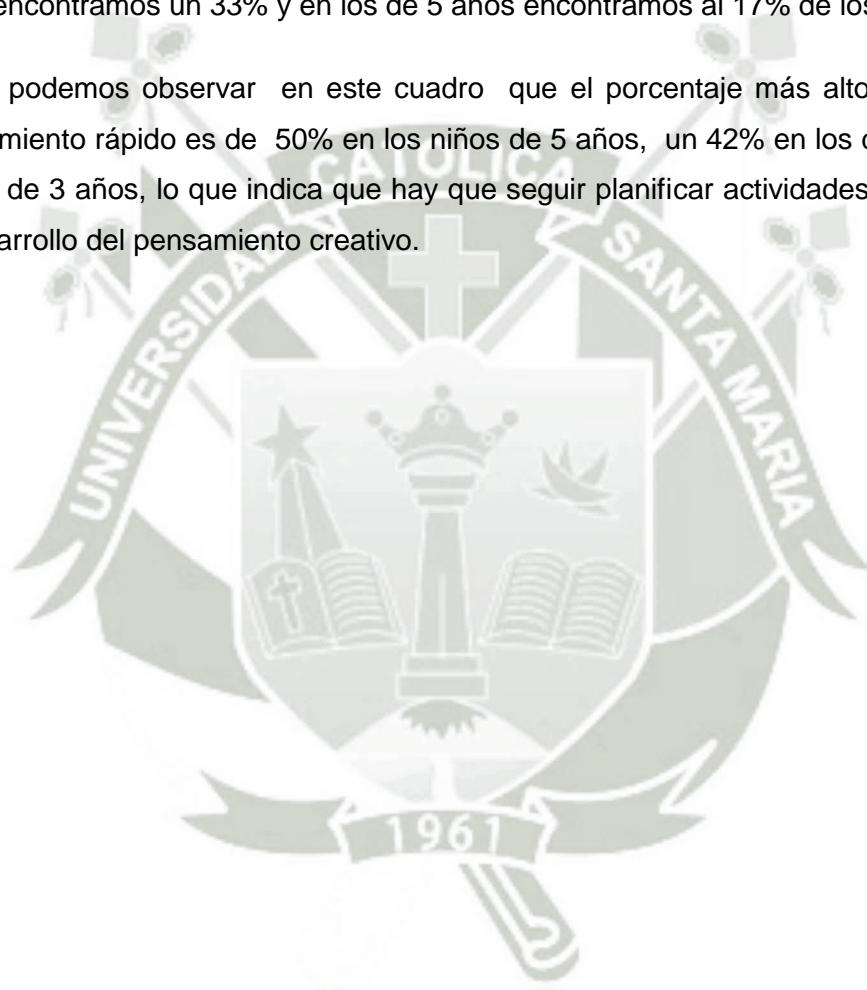 encontramos un 33% y en los de 5 años encontramos al 17% de los
podemos observar en este cuadro que el porcentaje más alto
miento rápido es de 50% en los niños de 5 años, un 42% en los
de 3 años, lo que indica que hay que seguir planificar actividades
arrollo del pensamiento creativo.
UNIVERSIDAD CATOLICA SANTA MARIA
1961